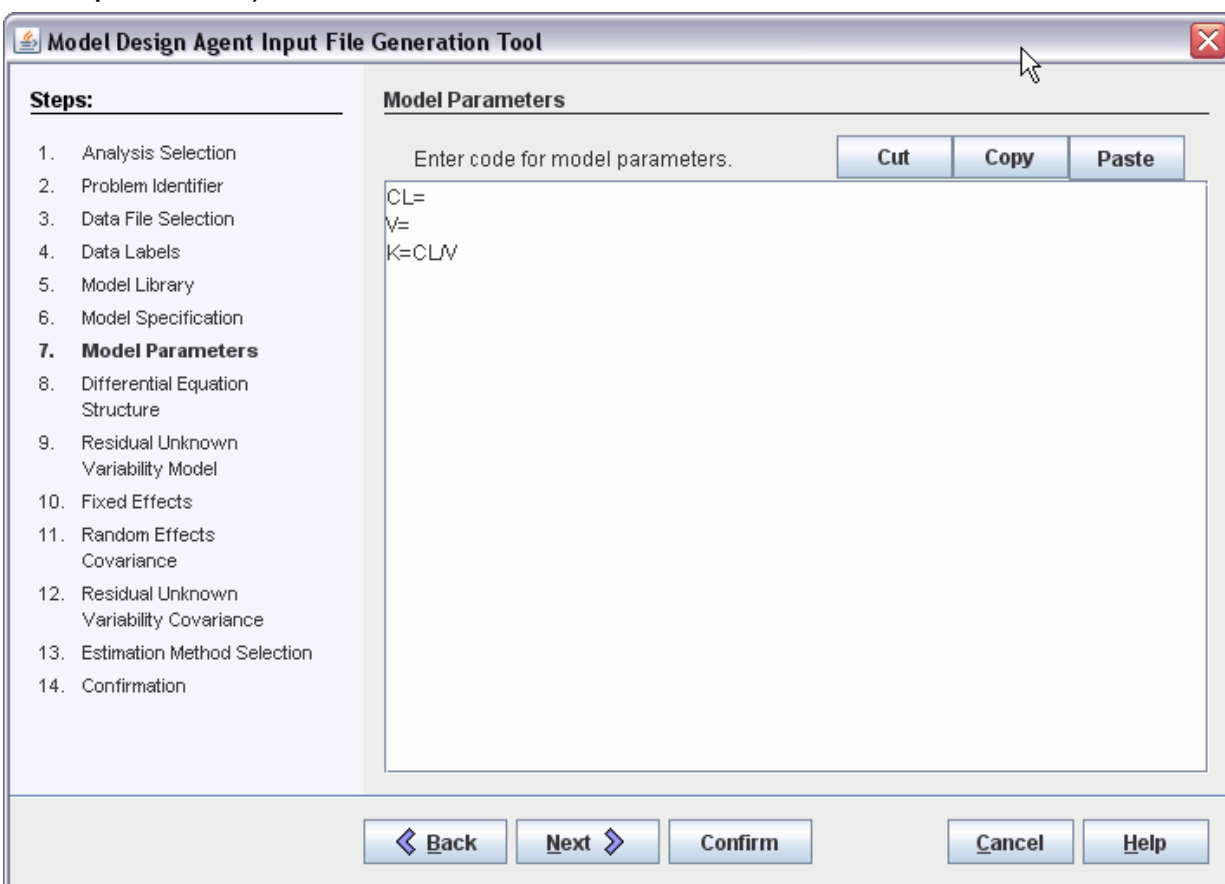 Model Design Agent Input File Generation Tool
Steps:
1. Analysis Selection
2. Problem Identifier
3. Data File Selection
4. Data Labels
5. Model Library
6. Model Specification
7. Model Parameters
8. Differential Equation
Structure
9. Residual Unknown
Variability Model
10. Fixed Effects
11. Random Effects
Covariance
12. Residual Unknown
Variability Covariance
13. Estimation Method Selection
14. Confirmation
Model Parameters
Enter code for model parameters.
Cut Copy Paste
CL=
V=
K=CL/V
Back Next Confirm Cancel Help